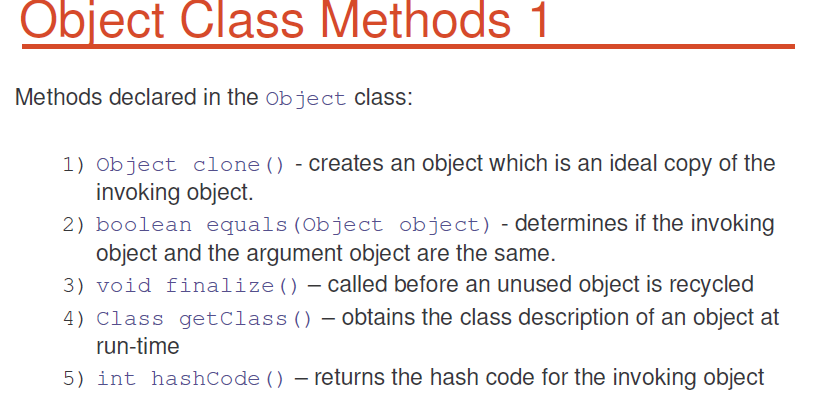 Object Class Methods 1
Methods declared in the Object class:
1) Object clone() - creates an object which is an ideal copy of the
invoking object.
2) boolean equals(Object object) - determines if the invoking
object and the argument object are the same.
3) void finalize() – called before an unused object is recycled
4) Class getClass() – obtains the class description of an object at
run-time
5) int hashCode() – returns the hash code for the invoking object